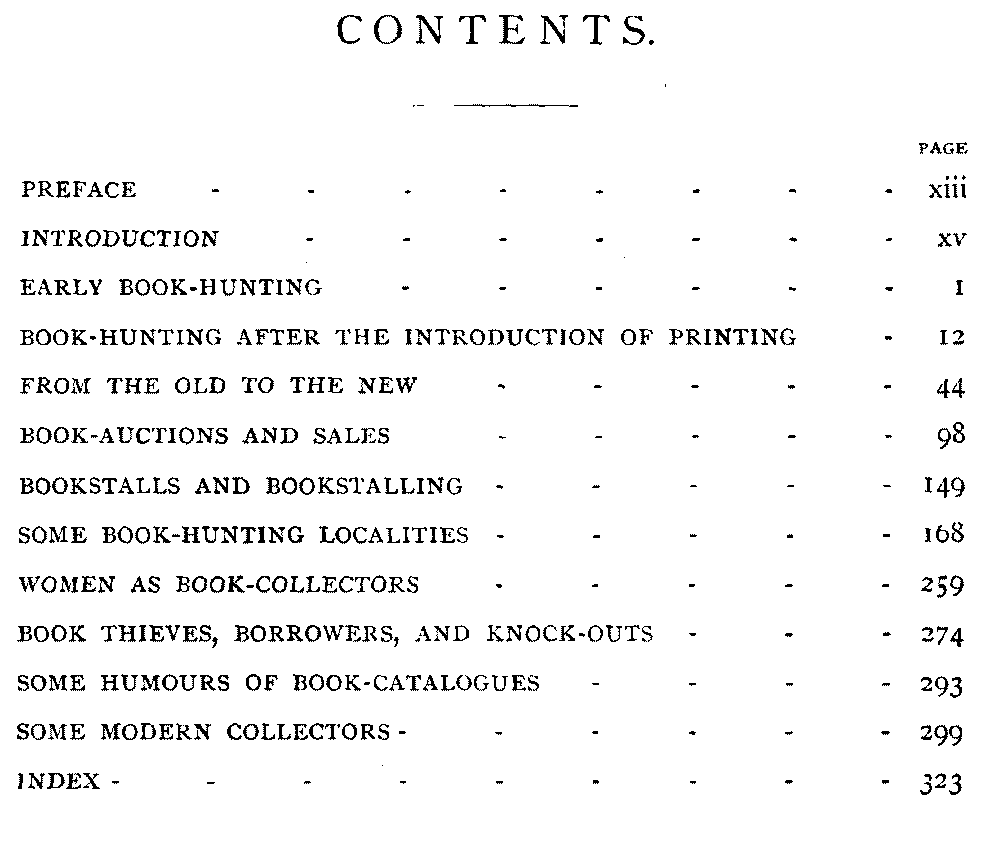 CONTENTS.
PAGE
PREFACE - - - - - - - - xiii
INTRODUCTION - - - - - - - xv
EARLY BOOK-HUNTING - - - - - - 1
BOOK-HUNTING AFTER THE INTRODUCTION OF PRINTING - 12
FROM THE OLD TO THE NEW - - - - - 44
BOOK-AUCTIONS AND SALES - - - - - 98
BOOKSTALLS AND BOOKSTALLING - - - - - 149
SOME BOOK-HUNTING LOCALITIES - - - - - 168
WOMEN AS BOOK-COLLECTORS - - - - - 259
BOOK THIEVES, BORROWERS, AND KNOCK-OUTS - - - 274
SOME HUMOURS OF BOOK-CATALOGUES - - - - 293
SOME MODERN COLLECTORS - - - - - - 299
INDEX - - - - - - - - - 323